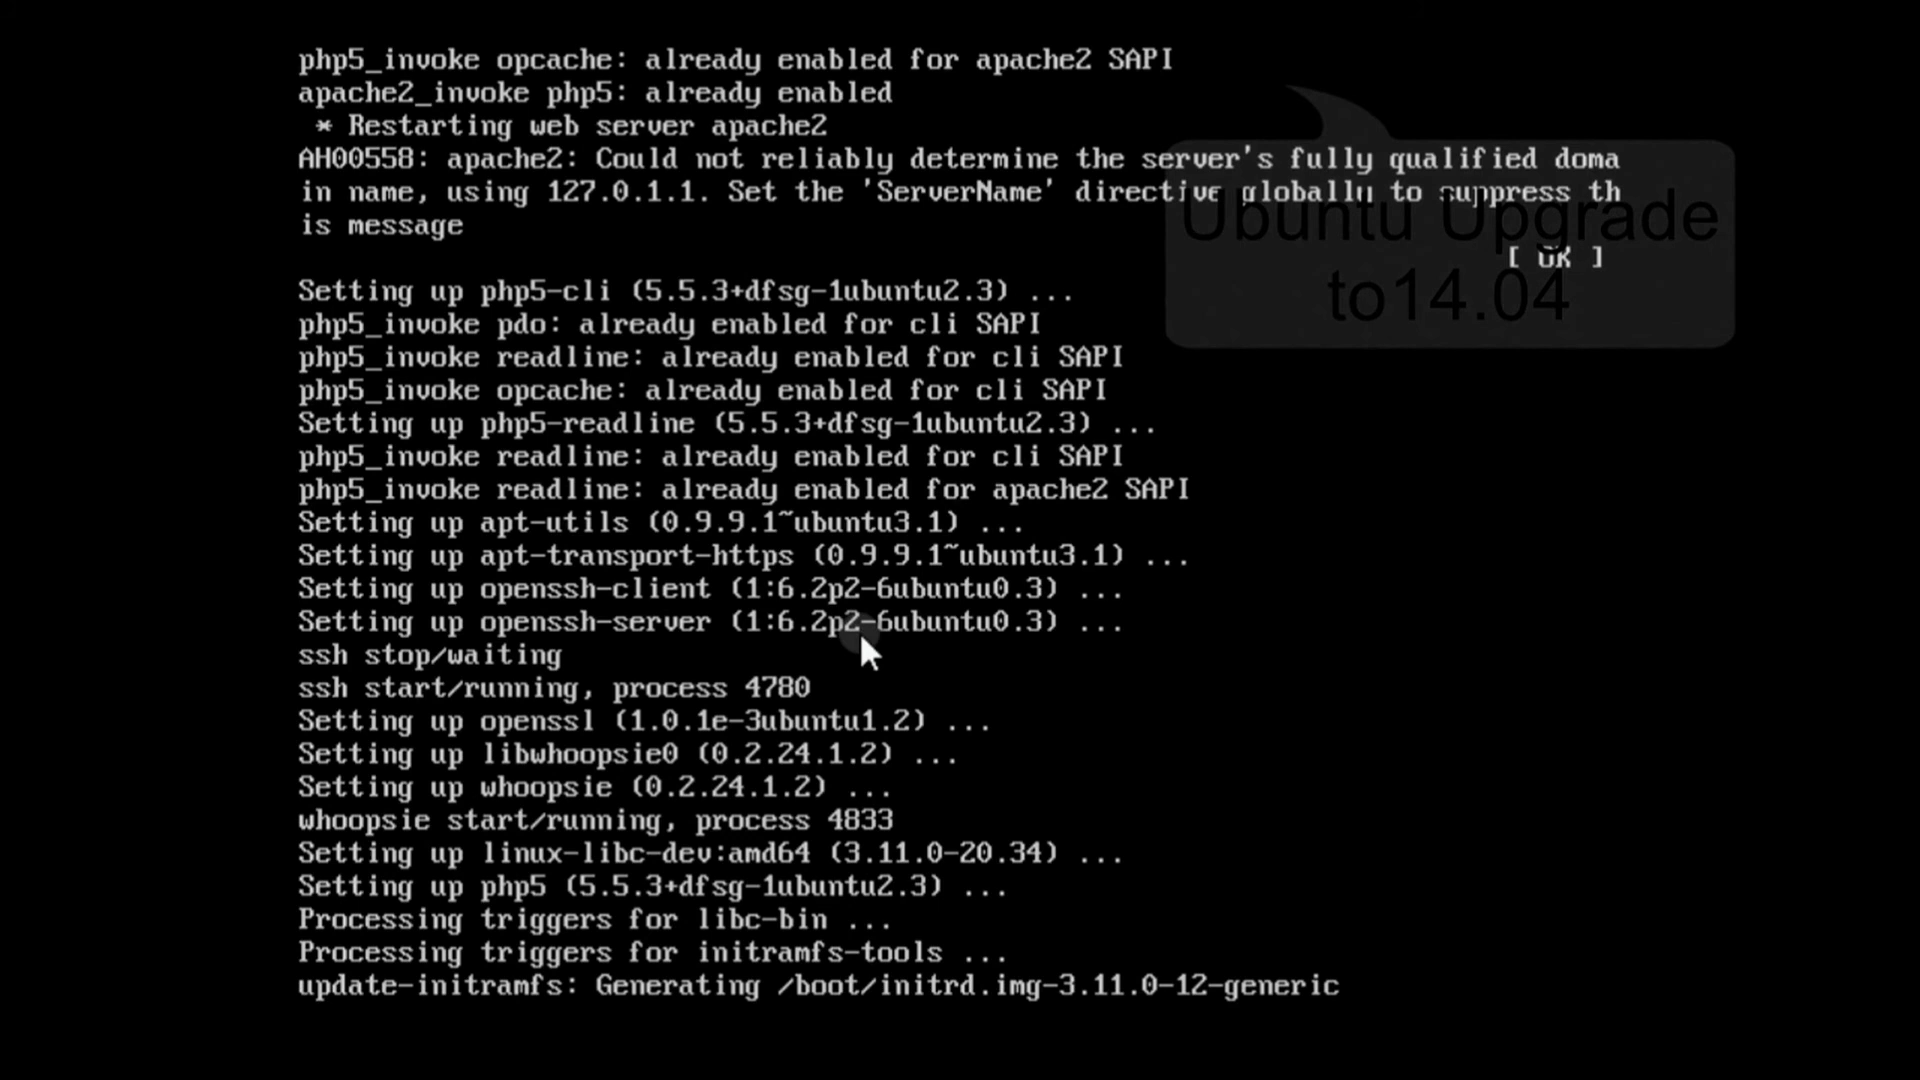 php5_invoke opcache: already enabled for apache2 SAPI
apache2_invoke php5: already enabled
 * Restarting web server apache2
AH00558: apache2: Could not reliably determine the server's fully qualified doma
in name, using 127.0.1.1. Set the 'ServerName' directive globally to suppress th
is message
[ OK ]
Ubuntu Upgrade
to14.04
Setting up php5-cli (5.5.3+dfsg-1ubuntu2.3) ...
php5_invoke pdo: already enabled for cli SAPI
php5_invoke readline: already enabled for cli SAPI
php5_invoke opcache: already enabled for cli SAPI
Setting up php5-readline (5.5.3+dfsg-1ubuntu2.3) ...
php5_invoke readline: already enabled for cli SAPI
php5_invoke readline: already enabled for apache2 SAPI
Setting up apt-utils (0.9.9.1~ubuntu3.1) ...
Setting up apt-transport-https (0.9.9.1~ubuntu3.1) ...
Setting up openssh-client (1:6.2p2-6ubuntu0.3) ...
Setting up openssh-server (1:6.2p2-6ubuntu0.3) ...
ssh stop/waiting
ssh start/running, process 4780
Setting up openssl (1.0.1e-3ubuntu1.2) ...
Setting up libwhoopsie0 (0.2.24.1.2) ...
Setting up whoopsie (0.2.24.1.2) ...
whoopsie start/running, process 4833
Setting up linux-libc-dev:amd64 (3.11.0-20.34) ...
Setting up php5 (5.5.3+dfsg-1ubuntu2.3) ...
Processing triggers for libc-bin ...
Processing triggers for initramfs-tools ...
update-initramfs: Generating /boot/initrd.img-3.11.0-12-generic